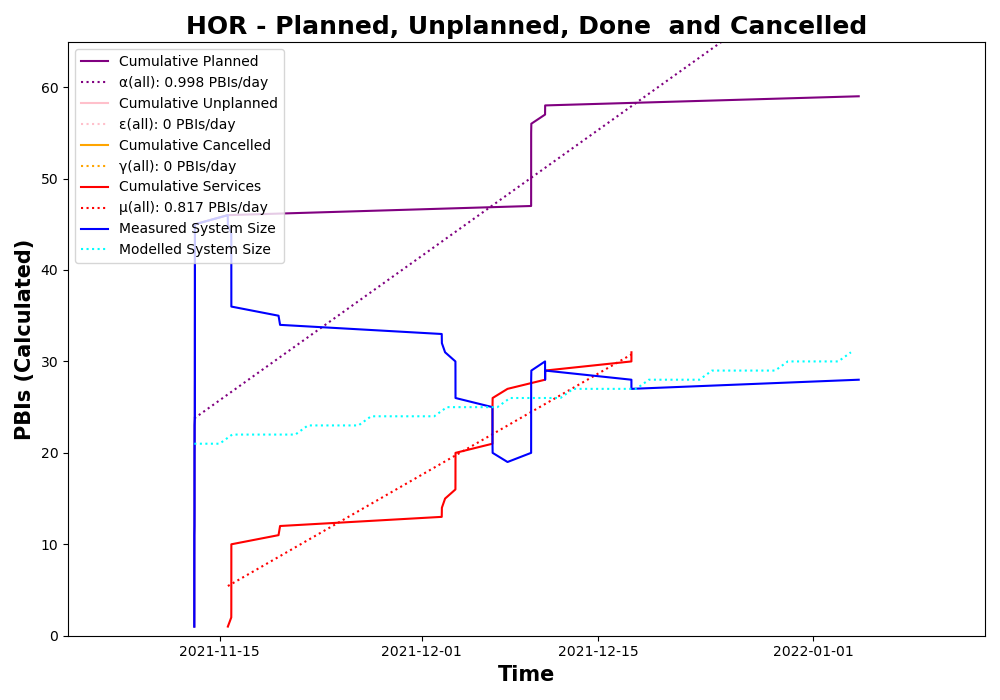 HOR - Planned, Unplanned, Done  and Cancelled
PBIs (Calculated)
60
50
40
30
20
10
0
Cumulative Planned
α(all): 0.998 PBIs/day
Cumulative Unplanned
ε(all): 0 PBIs/day
Cumulative Cancelled
γ(all): 0 PBIs/day
Cumulative Services
μ(all): 0.817 PBIs/day
Measured System Size
Modelled System Size
2021-11-15 2021-12-01 2021-12-15 2022-01-01
Time